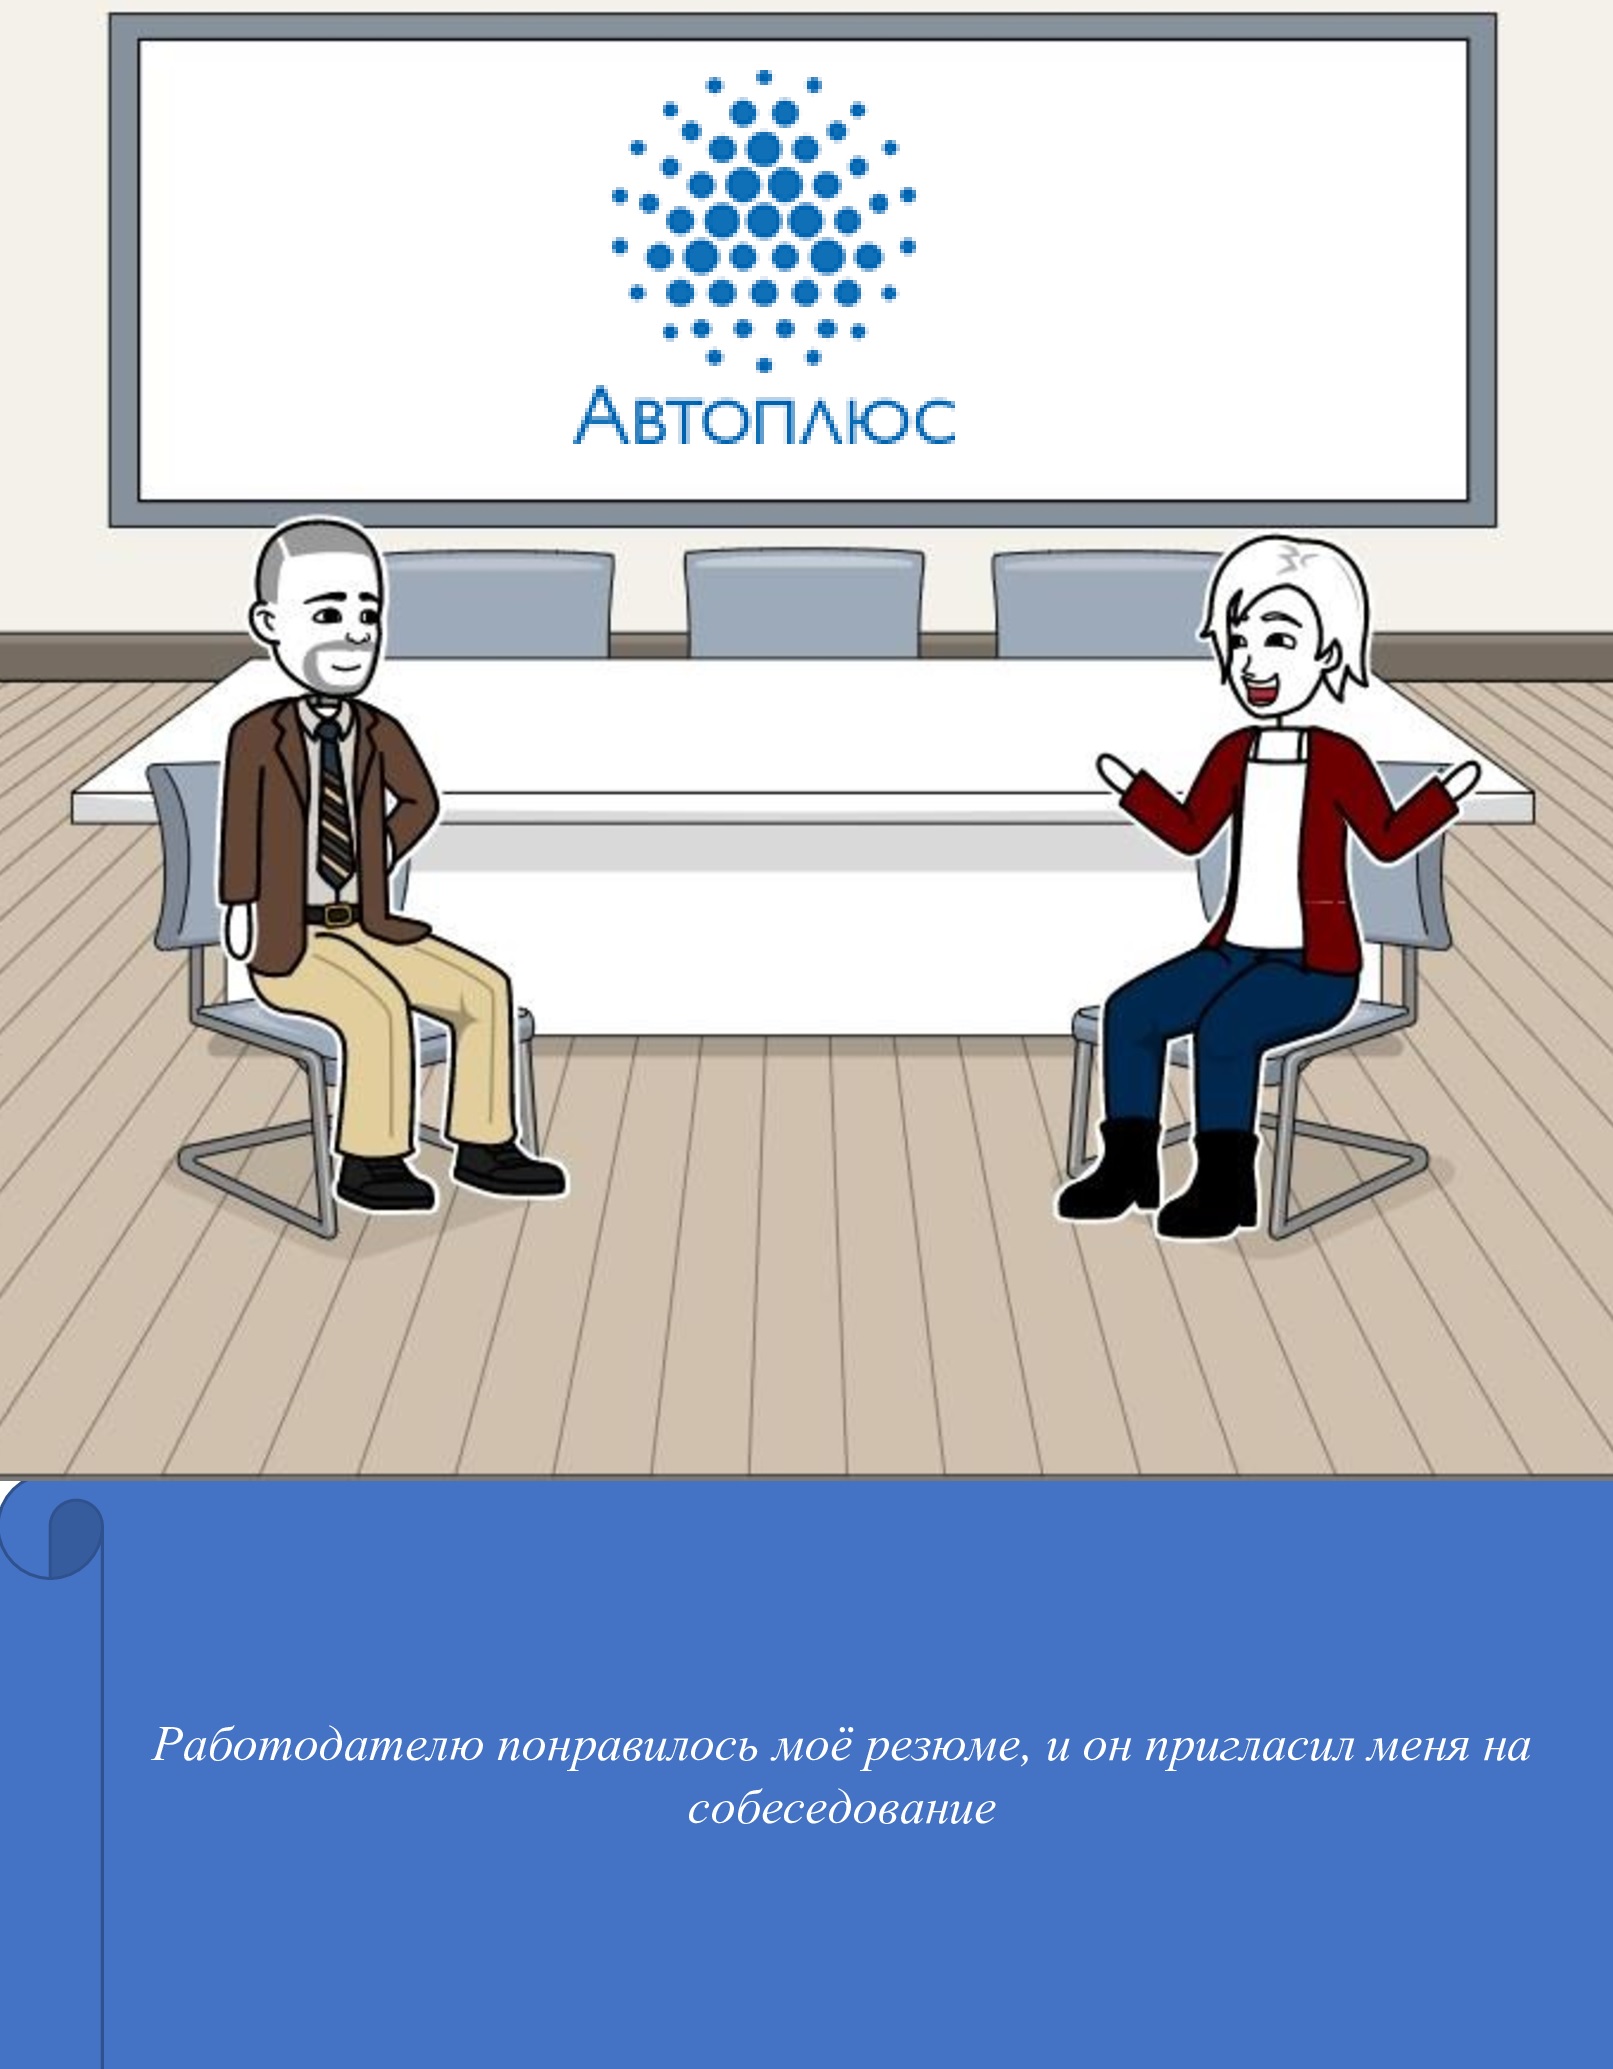 Автоплюс
Работодателю понравилось моё резюме, и он пригласил меня на
собеседование